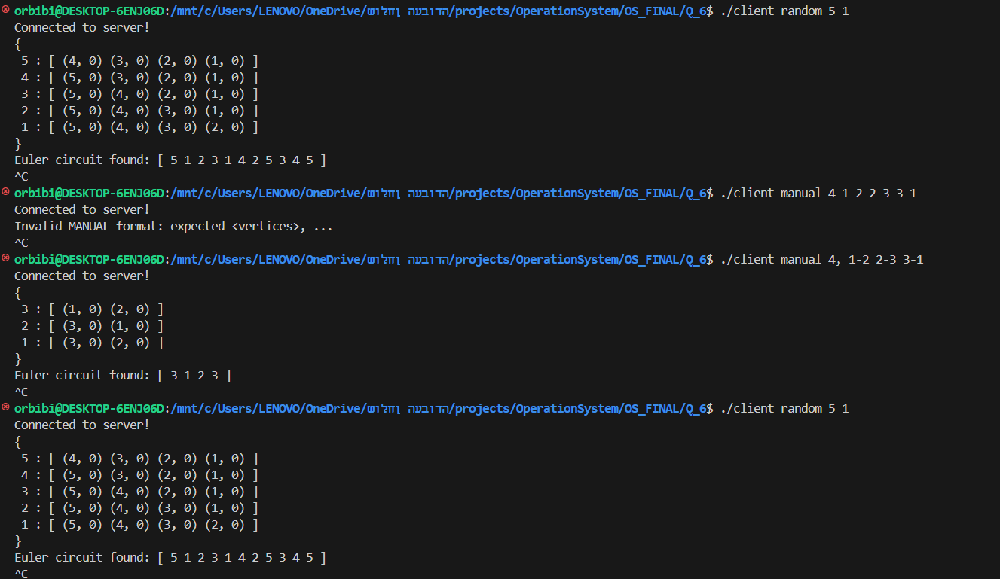 orbibi@DESKTOP-6ENJ06D:/mnt/c/Users/LENOVO/OneDrive/שולחן העבודה/projects/OperationSystem/OS_FINAL/Q_6$ ./client random 5 1
Connected to server!
{
5 : [ (4, 0) (3, 0) (2, 0) (1, 0) ]
4 : [ (5, 0) (3, 0) (2, 0) (1, 0) ]
3 : [ (5, 0) (4, 0) (2, 0) (1, 0) ]
2 : [ (5, 0) (4, 0) (3, 0) (1, 0) ]
1 : [ (5, 0) (4, 0) (3, 0) (2, 0) ]
}
Euler circuit found: [ 5 1 2 3 1 4 2 5 3 4 5 ]
^C
orbibi@DESKTOP-6ENJ06D:/mnt/c/Users/LENOVO/OneDrive/שולחן העבודה/projects/OperationSystem/OS_FINAL/Q_6$ ./client manual 4 1-2 2-3 3-1
Connected to server!
Invalid MANUAL format: expected <vertices>, ...
^C
orbibi@DESKTOP-6ENJ06D:/mnt/c/Users/LENOVO/OneDrive/שולחן העבודה/projects/OperationSystem/OS_FINAL/Q_6$ ./client manual 4, 1-2 2-3 3-1
Connected to server!
{
3 : [ (1, 0) (2, 0) ]
2 : [ (3, 0) (1, 0) ]
1 : [ (3, 0) (2, 0) ]
}
Euler circuit found: [ 3 1 2 3 ]
^C
orbibi@DESKTOP-6ENJ06D:/mnt/c/Users/LENOVO/OneDrive/שולחן העבודה/projects/OperationSystem/OS_FINAL/Q_6$ ./client random 5 1
Connected to server!
{
5 : [ (4, 0) (3, 0) (2, 0) (1, 0) ]
4 : [ (5, 0) (3, 0) (2, 0) (1, 0) ]
3 : [ (5, 0) (4, 0) (2, 0) (1, 0) ]
2 : [ (5, 0) (4, 0) (3, 0) (1, 0) ]
1 : [ (5, 0) (4, 0) (3, 0) (2, 0) ]
}
Euler circuit found: [ 5 1 2 3 1 4 2 5 3 4 5 ]
^C